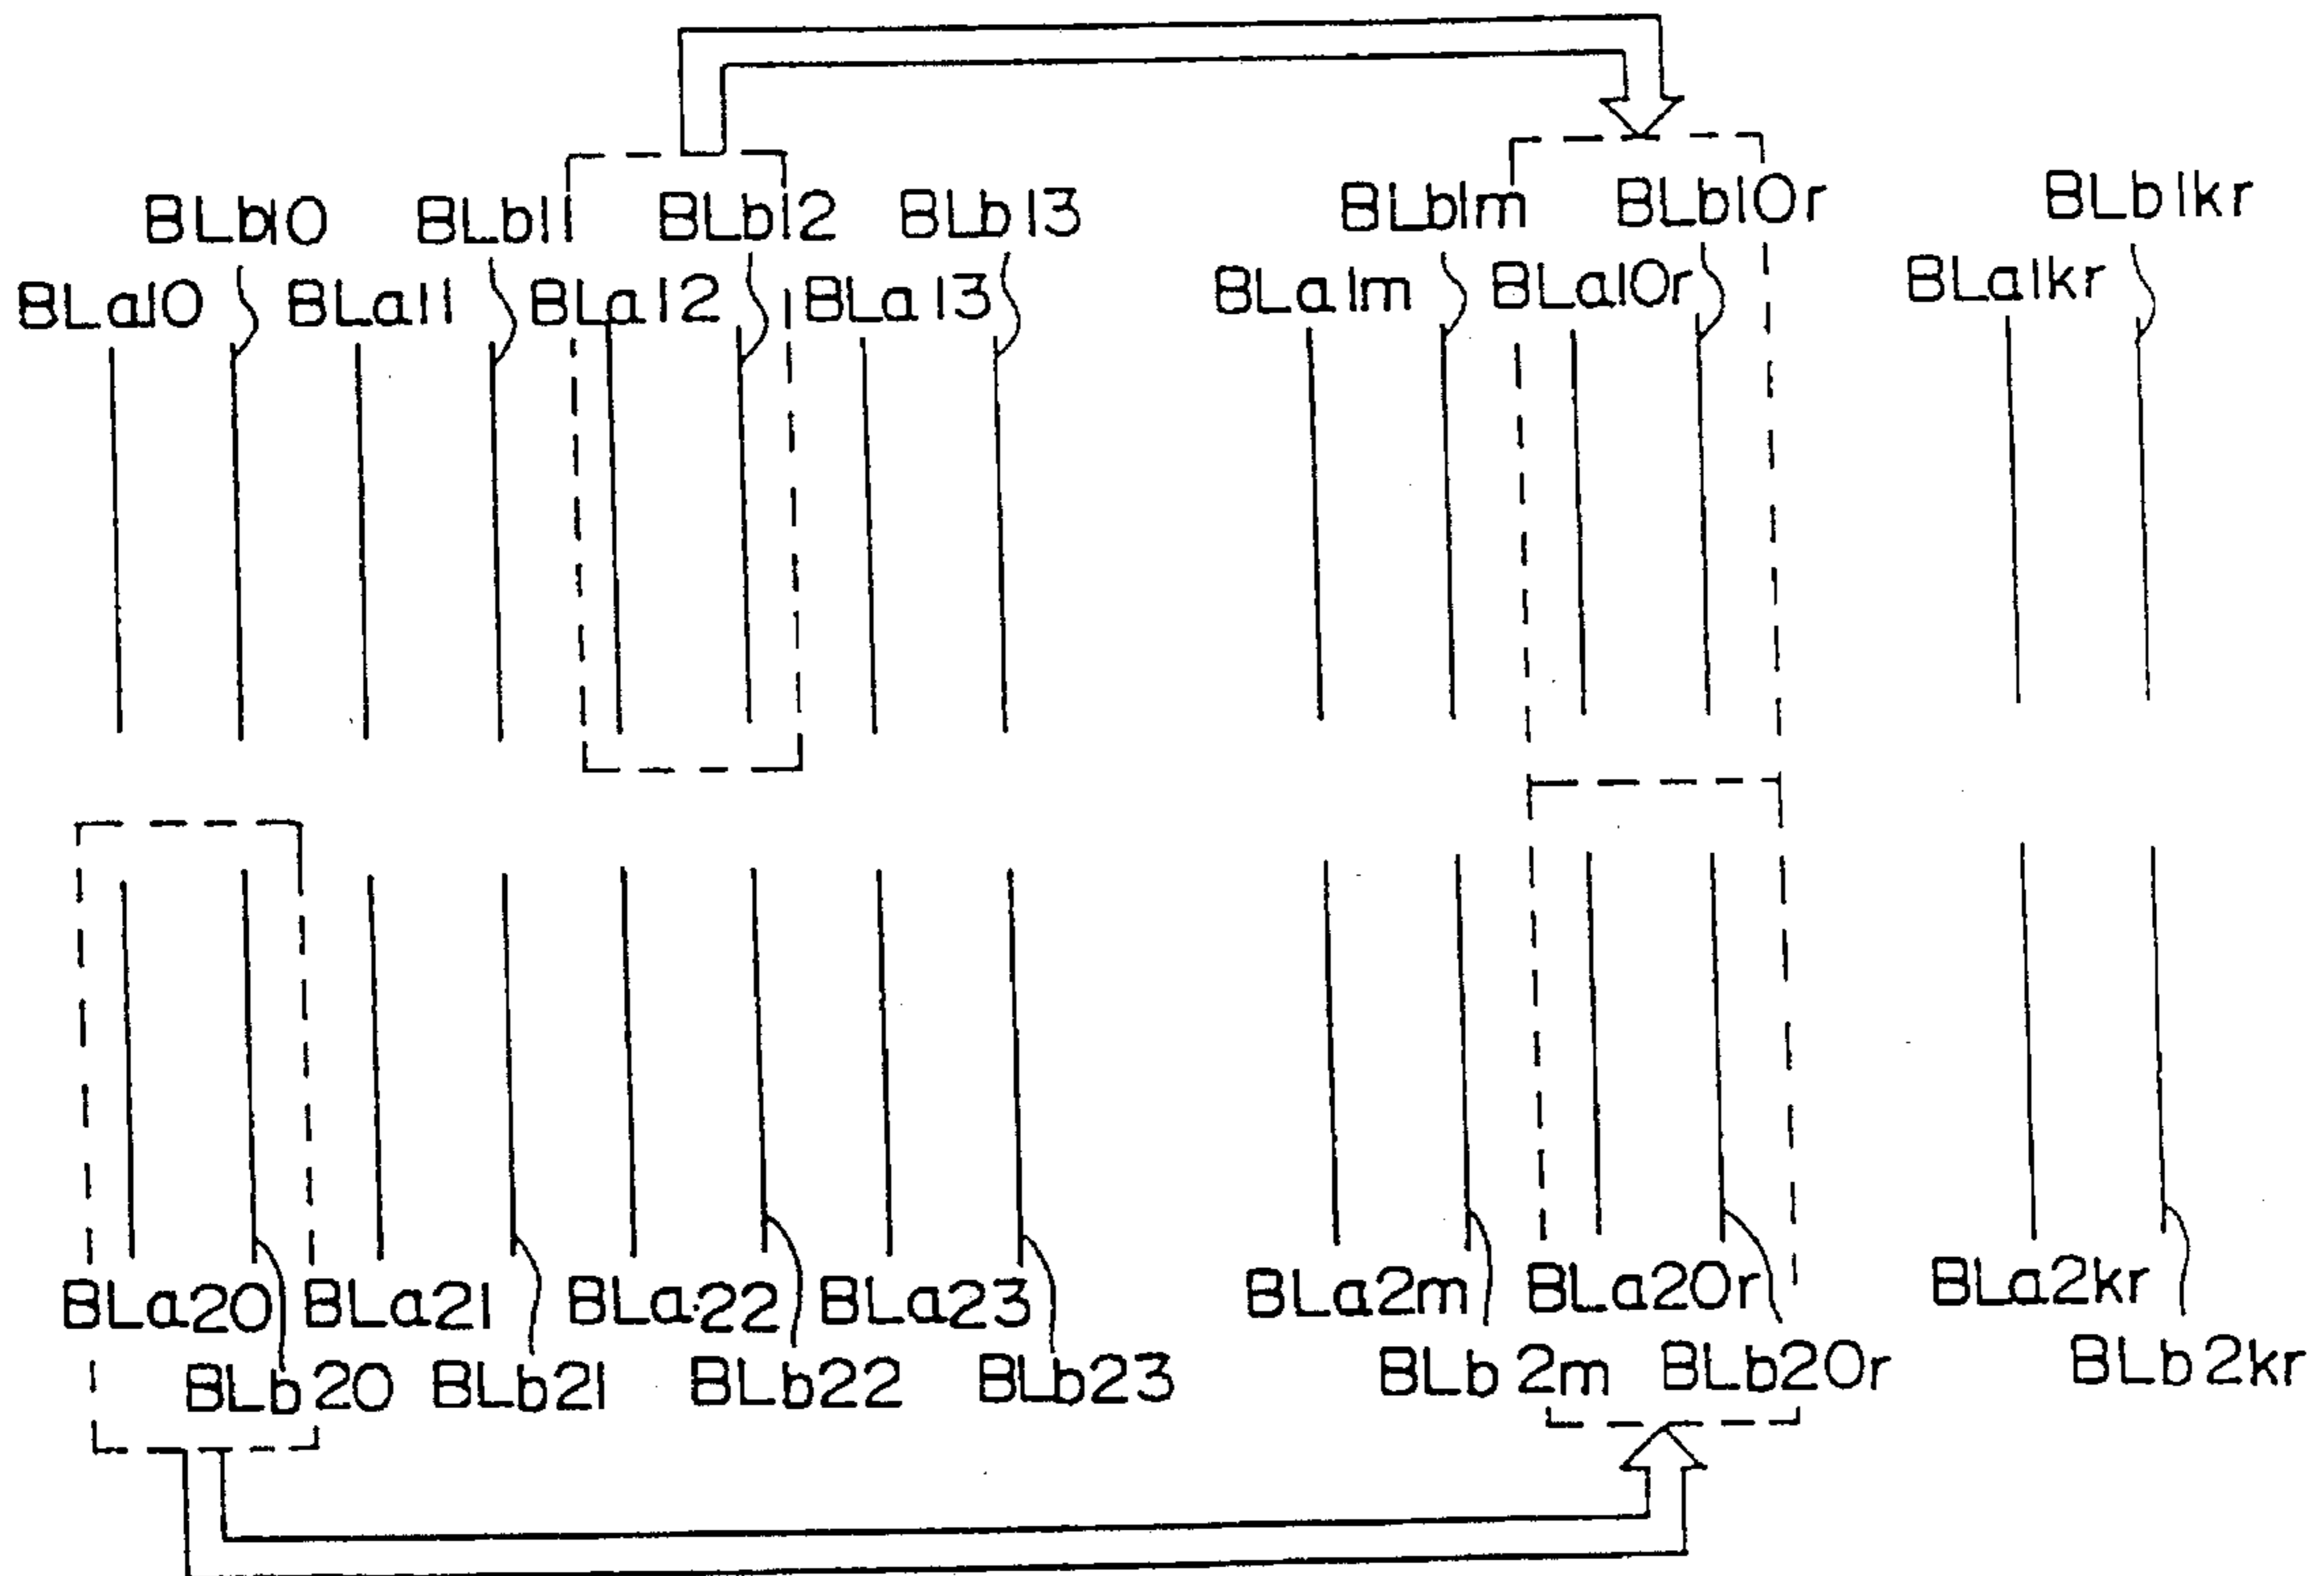 BLb10 BLb11 BLb12 BLb13 BLb1m BLb10r BLb1kr
BLa10 BLa11 BLa12 BLa13 BLa1m BLa10r BLa1kr
BLa20 BLa21 BLa22 BLa23 BLa2m BLa20r BLa2kr
BLb20 BLb21 BLb22 BLb23 BLb2m BLb20r BLb2kr